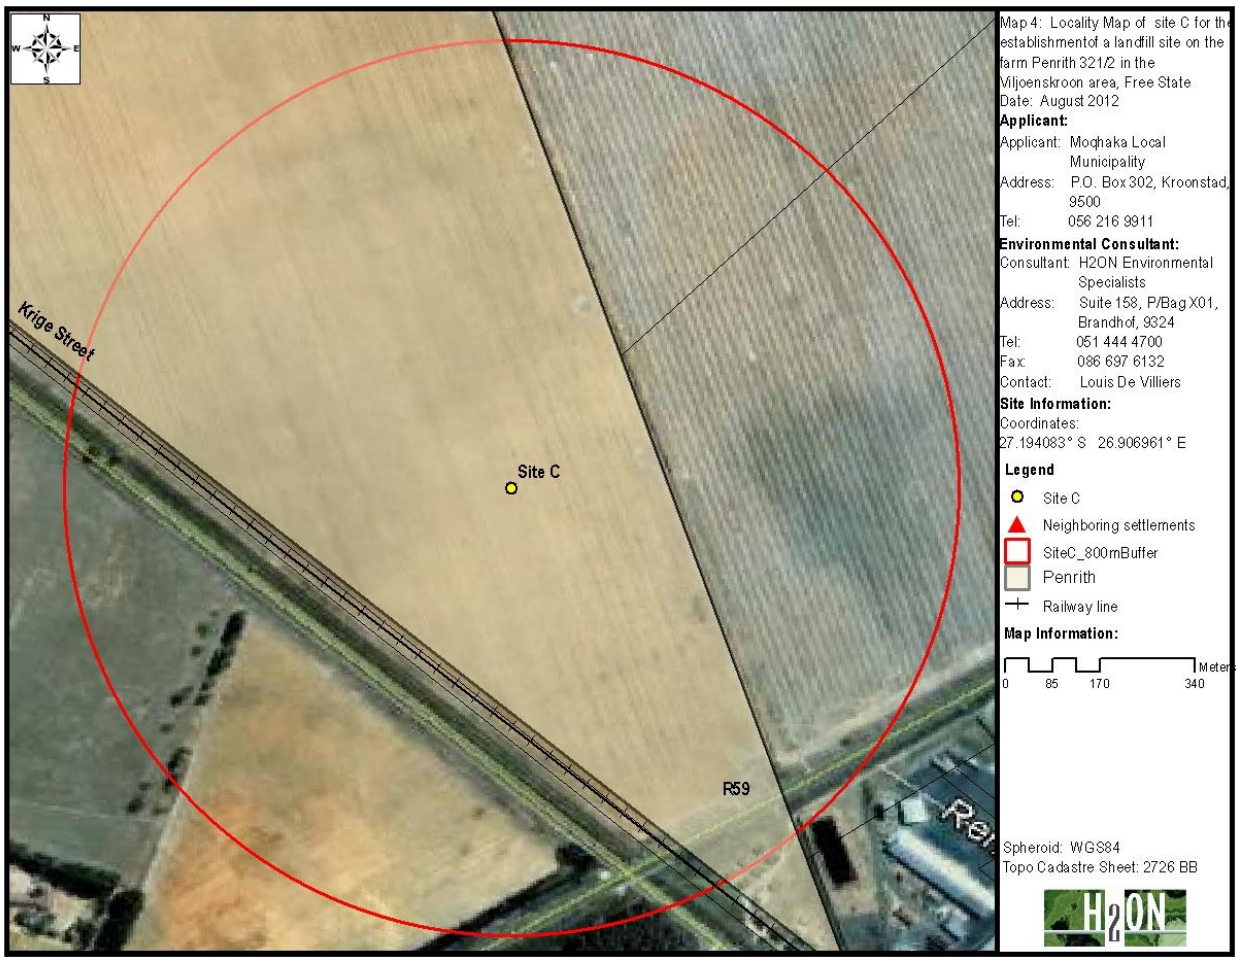 N
W E
S
Krige Street
Site C
R59
Map 4: Locality Map of site C for the
establishmentof a landfill site on the
farm Penrith 321/2 in the
Viljoenskroon area, Free State
Date: August 2012
Applicant:
Applicant: Moqhaka Local
Municipality
Address: P.O. Box 302, Kroonstad,
9500
Tel: 056 216 9911
Environmental Consultant:
Consultant: H2ON Environmental
Specialists
Address: Suite 158, P/Bag X01,
Brandhof, 9324
Tel: 051 444 4700
Fax: 086 697 6132
Contact: Louis De Villiers
Site Information:
Coordinates:
27.194083° S 26.906961° E
Legend
Site C
Neighboring settlements
SiteC_800mBuffer
Penrith
Railway line
Map Information:
Meters
0 85 170 340
Spheroid: WGS84
Topo Cadastre Sheet: 2726 BB
H2ON